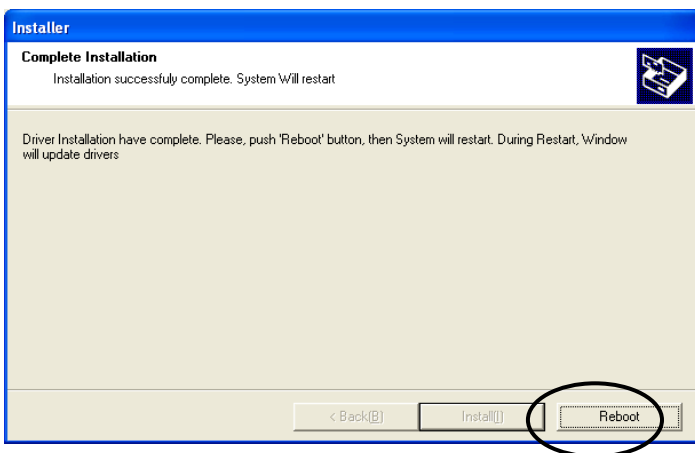 Installer
Complete Installation
Installation successfuly complete. System Will restart
Driver Installation have complete. Please, push 'Reboot' button, then System will restart. During Restart, Window
will update drivers
< Back(B) Install(I) Reboot